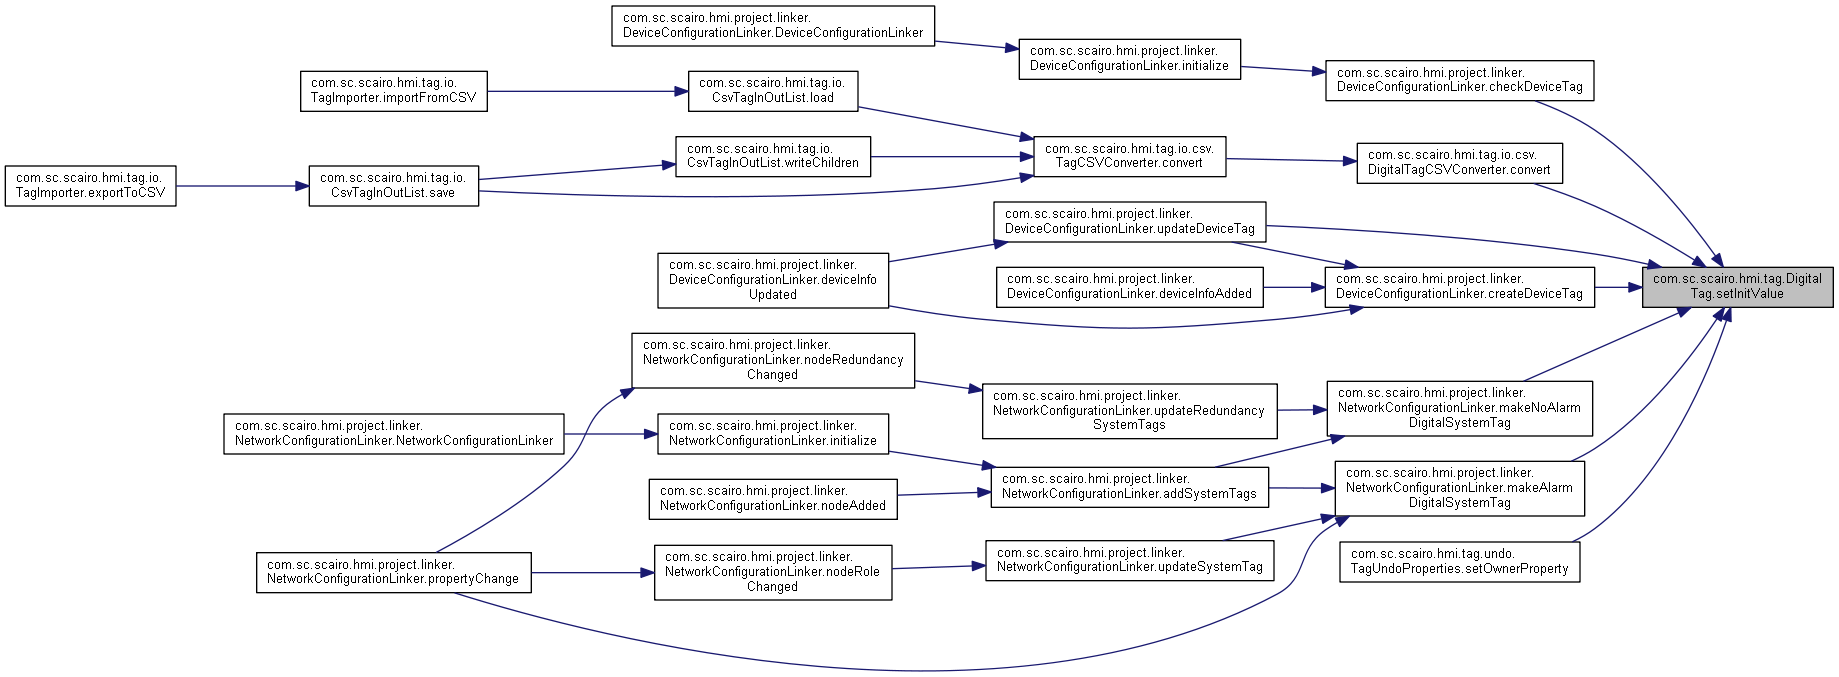 com.sc.scairo.hmi.project.linker.
DeviceConfigurationLinker.DeviceConfigurationLinker
com.sc.scairo.hmi.project.linker.
DeviceConfigurationLinker.initialize
com.sc.scairo.hmi.project.linker.
DeviceConfigurationLinker.checkDeviceTag
com.sc.scairo.hmi.tag.io.
TagImporter.importFromCSV
com.sc.scairo.hmi.tag.io.
CsvTagInOutList.load
com.sc.scairo.hmi.tag.io.
CsvTagInOutList.writeChildren
com.sc.scairo.hmi.tag.io.csv.
TagCSVConverter.convert
com.sc.scairo.hmi.tag.io.csv.
DigitalTagCSVConverter.convert
com.sc.scairo.hmi.tag.io.
TagImporter.exportToCSV
com.sc.scairo.hmi.tag.io.
CsvTagInOutList.save
com.sc.scairo.hmi.project.linker.
DeviceConfigurationLinker.updateDeviceTag
com.sc.scairo.hmi.project.linker.
DeviceConfigurationLinker.deviceInfo
Updated
com.sc.scairo.hmi.project.linker.
DeviceConfigurationLinker.deviceInfoAdded
com.sc.scairo.hmi.project.linker.
DeviceConfigurationLinker.createDeviceTag
com.sc.scairo.hmi.tag.Digital
Tag.setInitValue
com.sc.scairo.hmi.project.linker.
NetworkConfigurationLinker.nodeRedundancy
Changed
com.sc.scairo.hmi.project.linker.
NetworkConfigurationLinker.updateRedundancy
SystemTags
com.sc.scairo.hmi.project.linker.
NetworkConfigurationLinker.makeNoAlarm
DigitalSystemTag
com.sc.scairo.hmi.project.linker.
NetworkConfigurationLinker.NetworkConfigurationLinker
com.sc.scairo.hmi.project.linker.
NetworkConfigurationLinker.initialize
com.sc.scairo.hmi.project.linker.
NetworkConfigurationLinker.nodeAdded
com.sc.scairo.hmi.project.linker.
NetworkConfigurationLinker.addSystemTags
com.sc.scairo.hmi.project.linker.
NetworkConfigurationLinker.makeAlarm
DigitalSystemTag
com.sc.scairo.hmi.project.linker.
NetworkConfigurationLinker.propertyChange
com.sc.scairo.hmi.project.linker.
NetworkConfigurationLinker.nodeRole
Changed
com.sc.scairo.hmi.project.linker.
NetworkConfigurationLinker.updateSystemTag
com.sc.scairo.hmi.tag.undo.
TagUndoProperties.setOwnerProperty